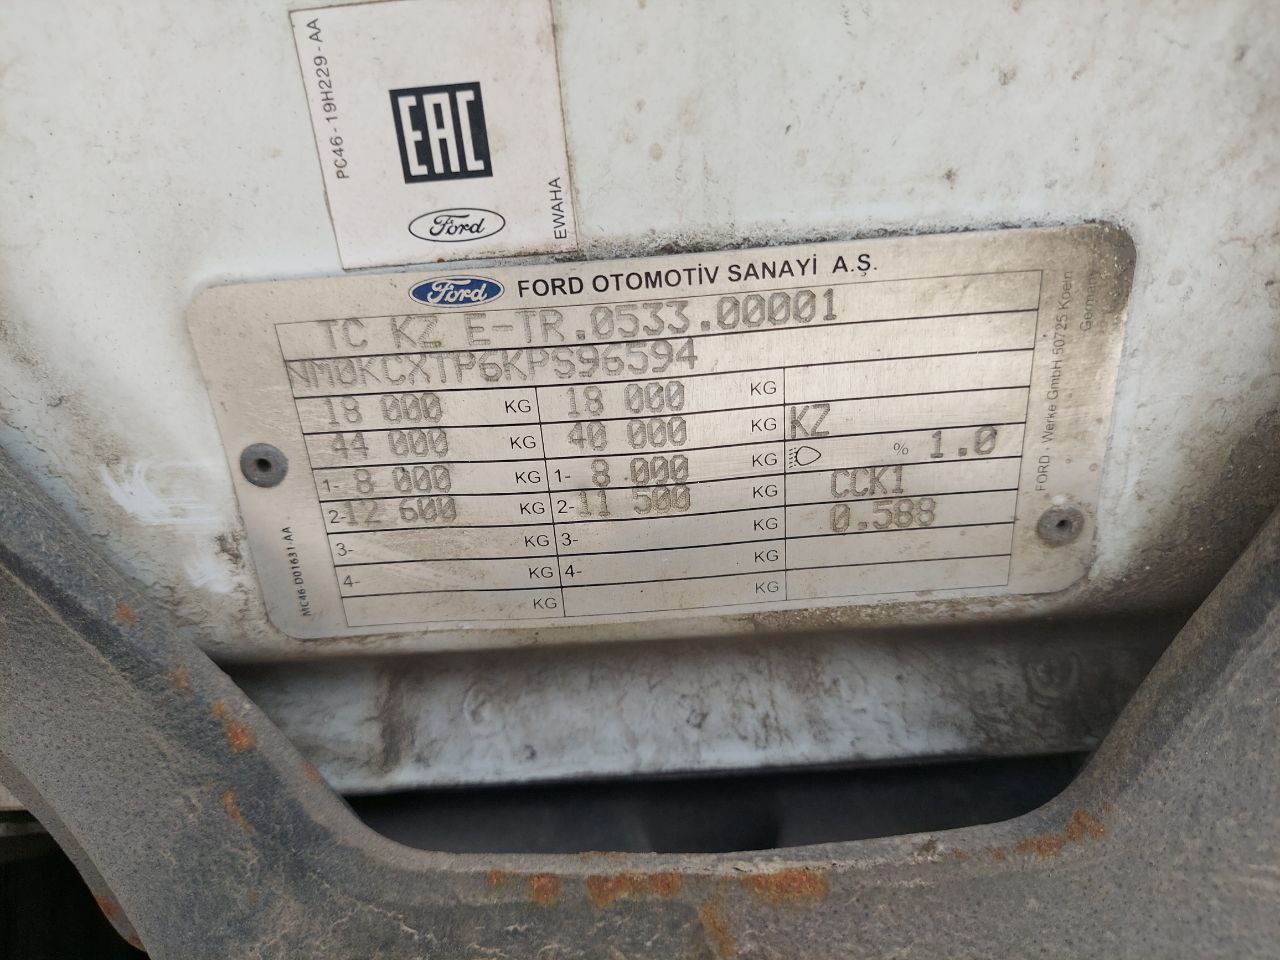 PC46-19H229-AA
EAC
Ford
EWAHA
Ford FORD OTOMOTİV SANAYİ A.Ş.
TC KZ E-TR.0533.00001
NM0KCXTP6KPS96594
18 000 KG 18 000 KG
44 000 KG 40 000 KG KZ
1- 8 000 KG 1- 8 000 KG % 1.0
2- 12 600 KG 2- 11 500 KG CCK1
3- KG 3- KG 0.588
4- KG 4- KG
KG KG
MC46-D01631-AA
FORD - Werke GmbH 50725 Koeln
Germany